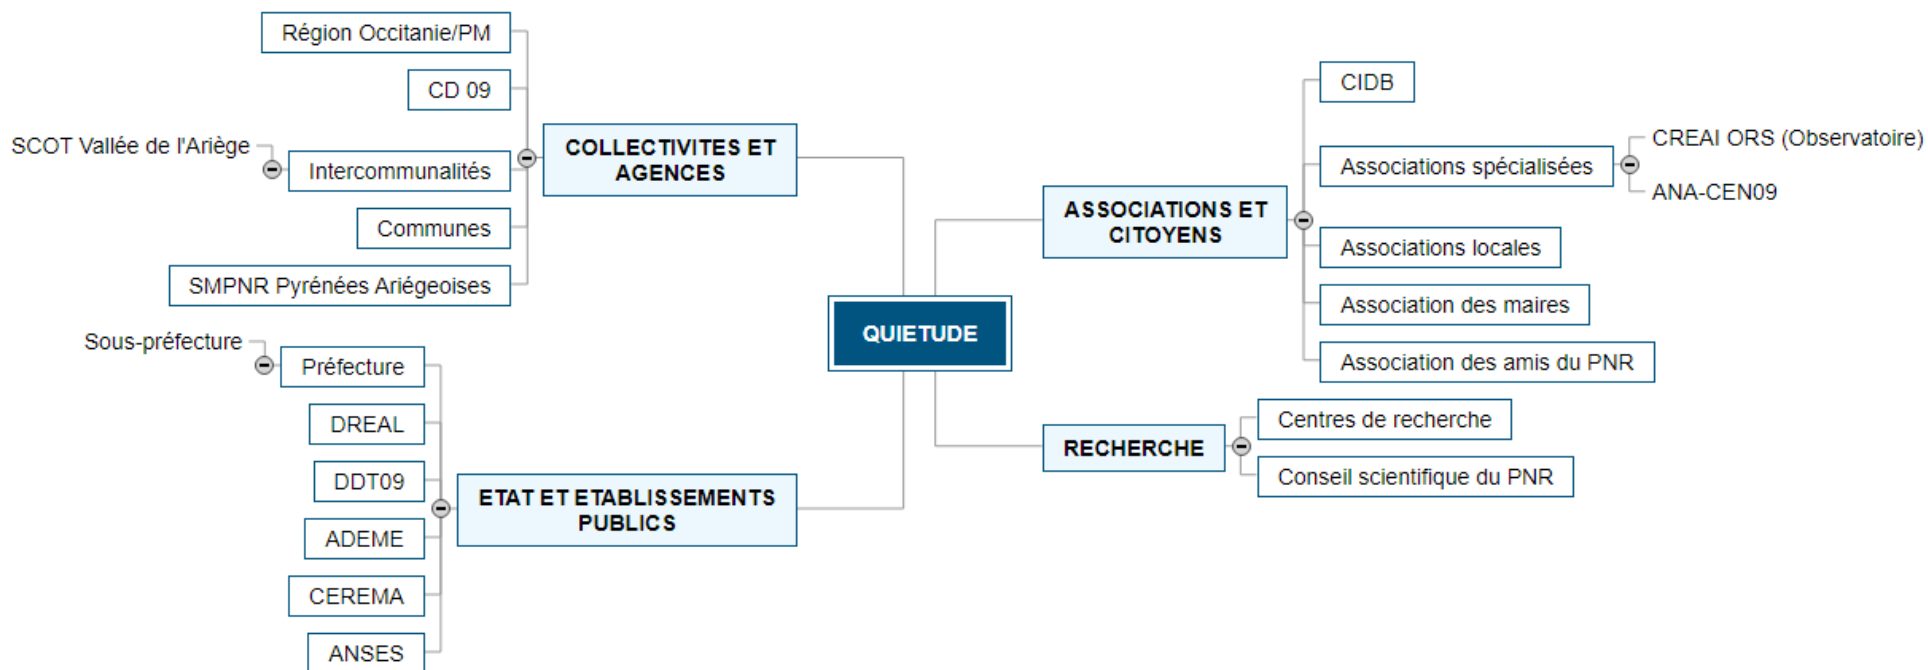 Région Occitanie/PM
CD 09
SCOT Vallée de l'Ariège
Intercommunalités
Communes
SMPNR Pyrénées Ariégeoises
COLLECTIVITES ET
AGENCES
Sous-préfecture
Préfecture
DREAL
DDT09
ADEME
CEREMA
ANSES
ETAT ET ETABLISSEMENTS
PUBLICS
QUIETUDE
ASSOCIATIONS ET
CITOYENS
CIDB
Associations spécialisées
CREAI ORS (Observatoire)
ANA-CEN09
Associations locales
Association des maires
Association des amis du PNR
RECHERCHE
Centres de recherche
Conseil scientifique du PNR